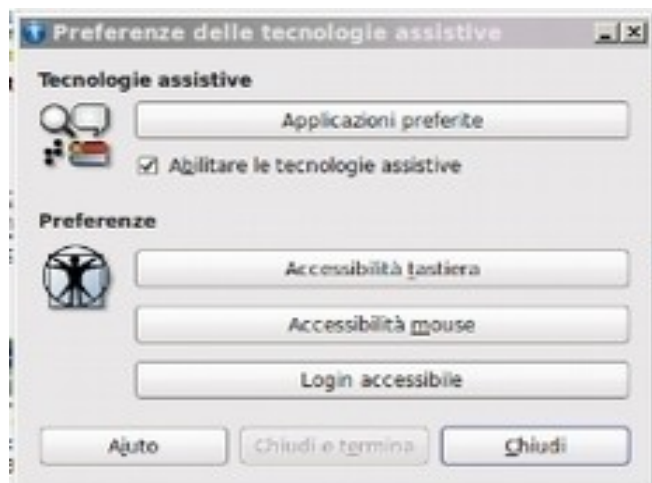 Preferenze delle tecnologie assistive
Tecnologie assistive
Applicazioni preferite
Abilitare le tecnologie assistive
Preferenze
Accessibilità tastiera
Accessibilità mouse
Login accessibile
Aiuto
Chiudi e termina
Chiudi